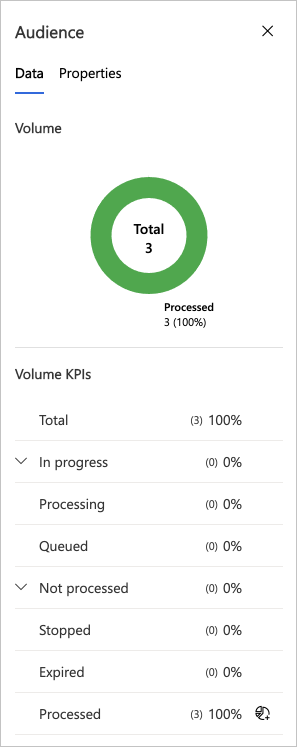 Audience
Data Properties
Volume
Total
3
Processed
3 (100%)
Volume KPIs
Total (3) 100%
In progress (0) 0%
Processing (0) 0%
Queued (0) 0%
Not processed (0) 0%
Stopped (0) 0%
Expired (0) 0%
Processed (3) 100%